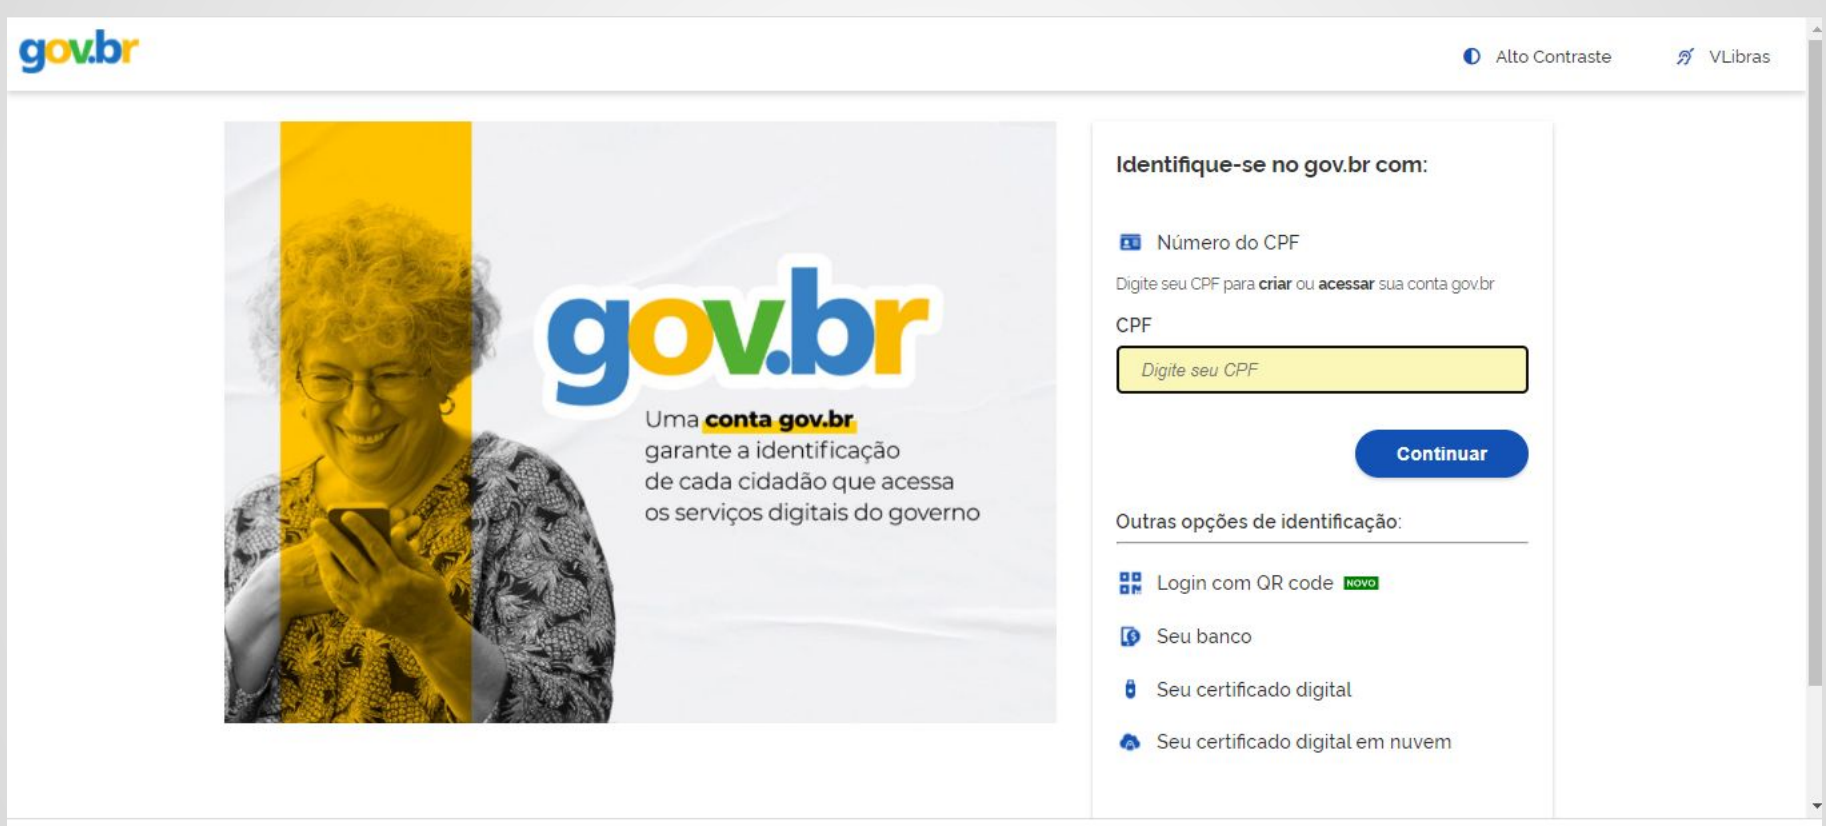 gov.br
Alto Contraste
VLibras
gov.br
Uma conta gov.br
garante a identificação
de cada cidadão que acessa
os serviços digitais do governo
Identifique-se no gov.br com:
Número do CPF
Digite seu CPF para criar ou acessar sua conta gov.br
CPF
Digite seu CPF
Continuar
Outras opções de identificação:
Login com QR code NOVO
Seu banco
Seu certificado digital
Seu certificado digital em nuvem